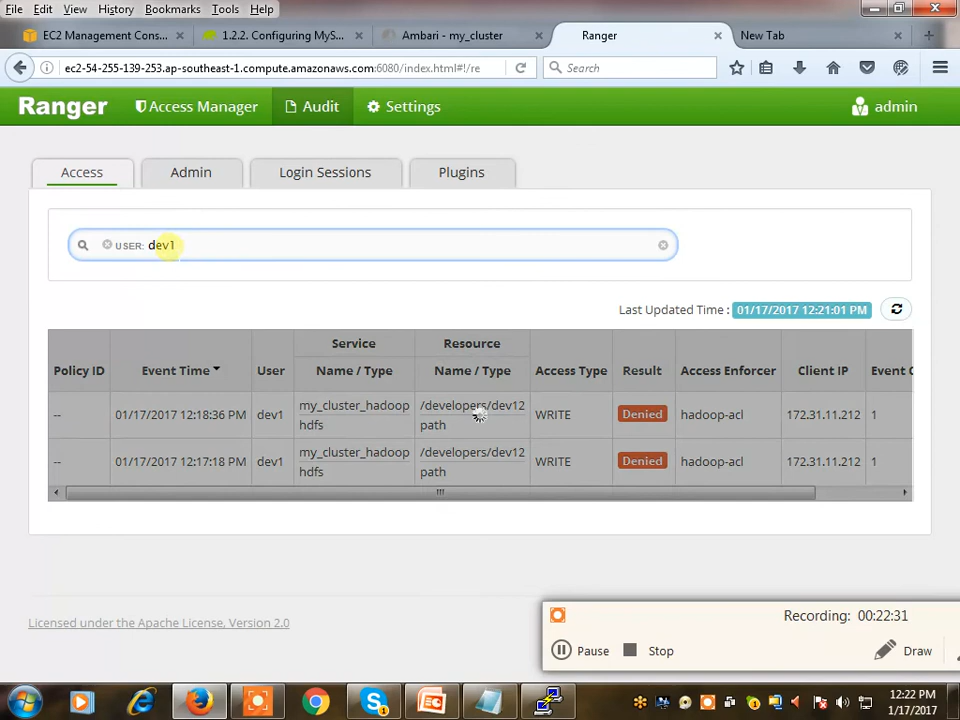 File Edit View History Bookmarks Tools Help
EC2 Management Cons... 1.2.2. Configuring MyS... Ambari - my_cluster Ranger New Tab
ec2-54-255-139-253.ap-southeast-1.compute.amazonaws.com:6080/index.html#!/re Search
Ranger Access Manager Audit Settings admin
Access Admin Login Sessions Plugins
USER: dev1
Last Updated Time : 01/17/2017 12:21:01 PM
Service Resource
Policy ID Event Time User Name / Type Name / Type Access Type Result Access Enforcer Client IP Event C
-- 01/17/2017 12:18:36 PM dev1 my_cluster_hadoop /developers/dev12 WRITE Denied hadoop-acl 172.31.11.212 1
hdfs path
-- 01/17/2017 12:17:18 PM dev1 my_cluster_hadoop /developers/dev12 WRITE Denied hadoop-acl 172.31.11.212 1
hdfs path
Licensed under the Apache License, Version 2.0
Recording: 00:22:31
Pause Stop Draw
12:22 PM
1/17/2017